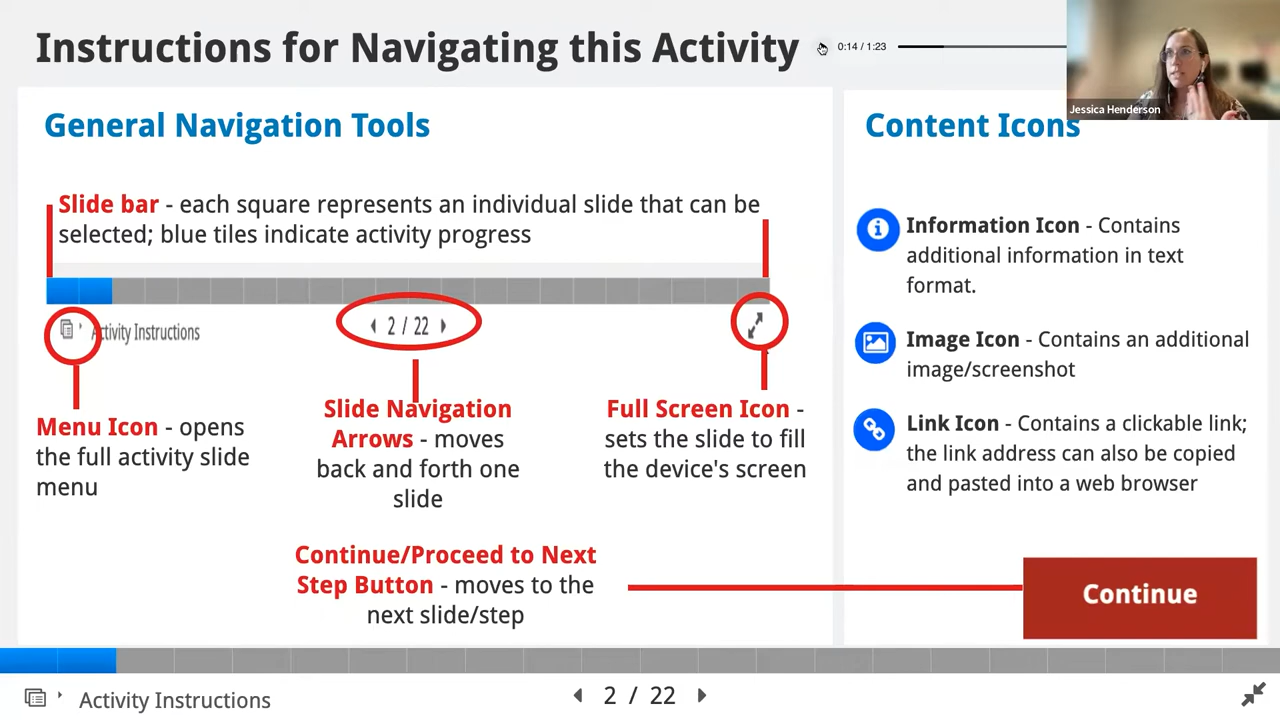 Instructions for Navigating this Activity
0:14 / 1:23
Jessica Henderson
General Navigation Tools
Slide bar - each square represents an individual slide that can be
selected; blue tiles indicate activity progress
Activity Instructions
2 / 22
Menu Icon - opens
the full activity slide
menu
Slide Navigation
Arrows - moves
back and forth one
slide
Full Screen Icon -
sets the slide to fill
the device's screen
Continue/Proceed to Next
Step Button - moves to the
next slide/step
Content Icons
Information Icon - Contains
additional information in text
format.
Image Icon - Contains an additional
image/screenshot
Link Icon - Contains a clickable link;
the link address can also be copied
and pasted into a web browser
Continue
Activity Instructions
2 / 22